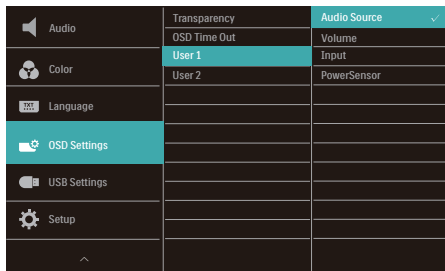 Audio
Color
TXT
Language
OSD Settings
USB Settings
Setup
Transparency
OSD Time Out
User 1
User 2
Audio Source ✓
Volume
Input
PowerSensor